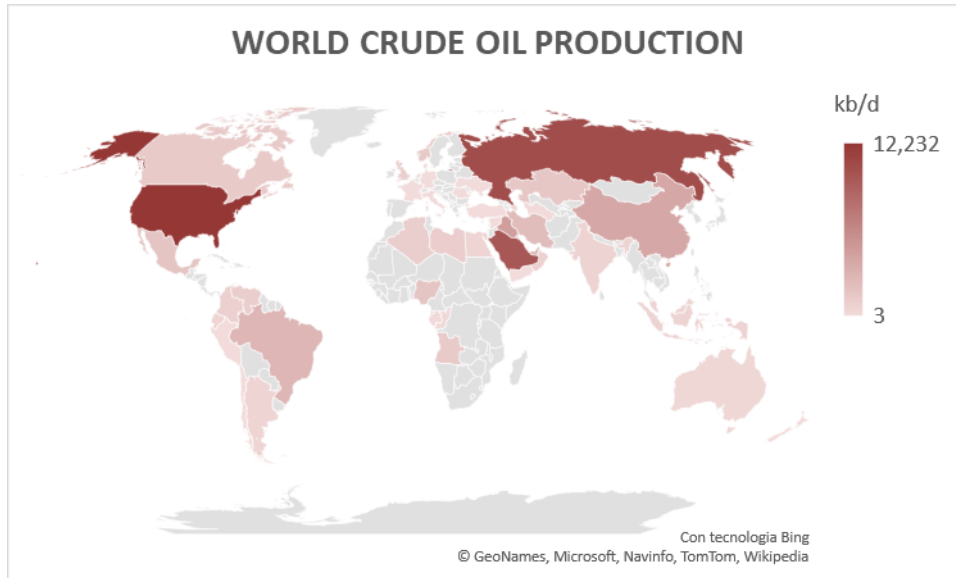 WORLD CRUDE OIL PRODUCTION
kb/d
12,232
3
Con tecnologia Bing
© GeoNames, Microsoft, Navinfo, TomTom, Wikipedia